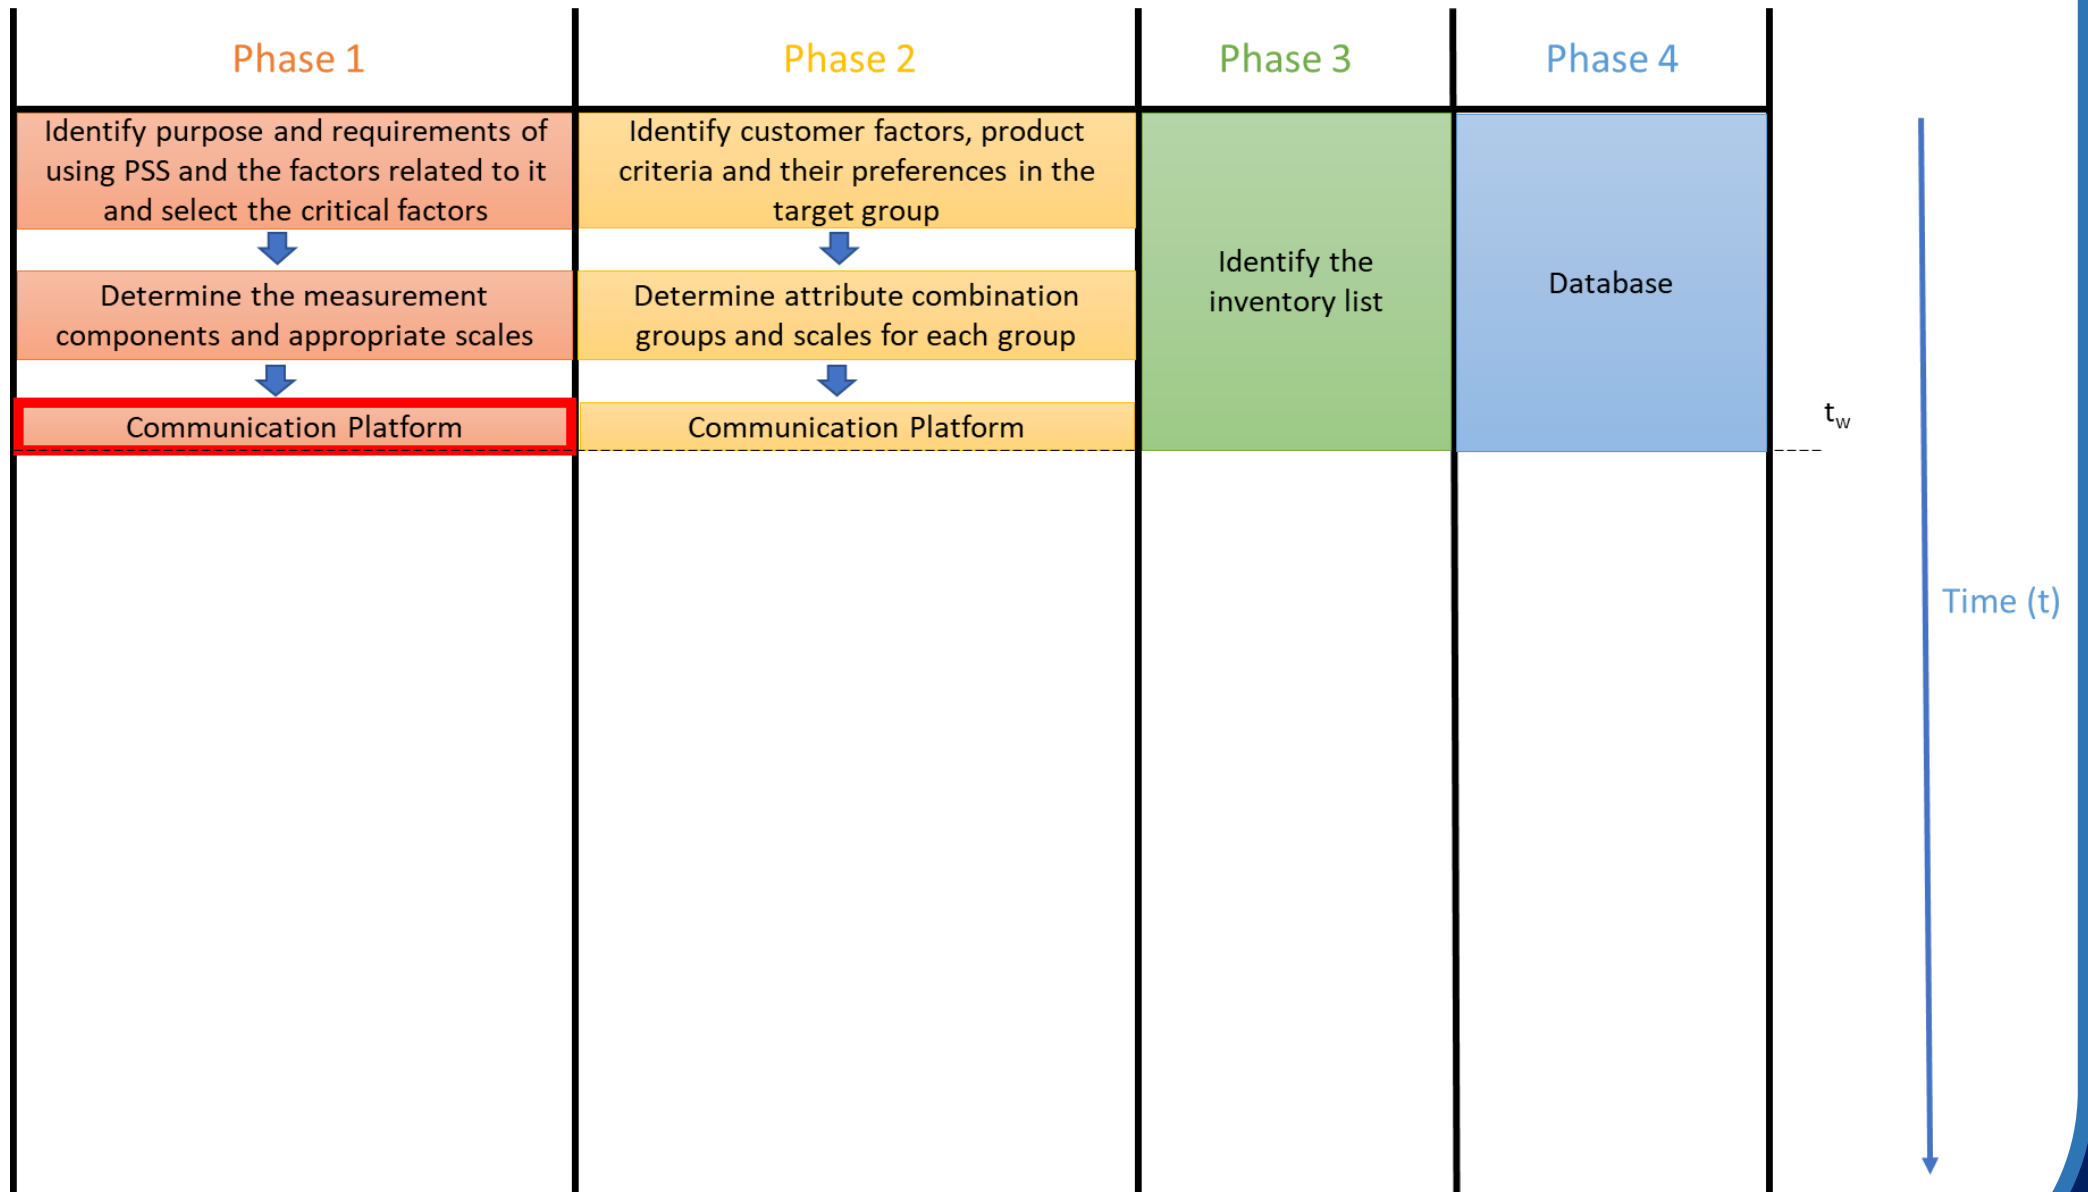 Phase 1
Phase 2
Phase 3
Phase 4
Identify purpose and requirements of
using PSS and the factors related to it
and select the critical factors
Identify customer factors, product
criteria and their preferences in the
target group
Identify the
inventory list
Database
Determine the measurement
components and appropriate scales
Determine attribute combination
groups and scales for each group
Communication Platform
Communication Platform
tw
Time (t)